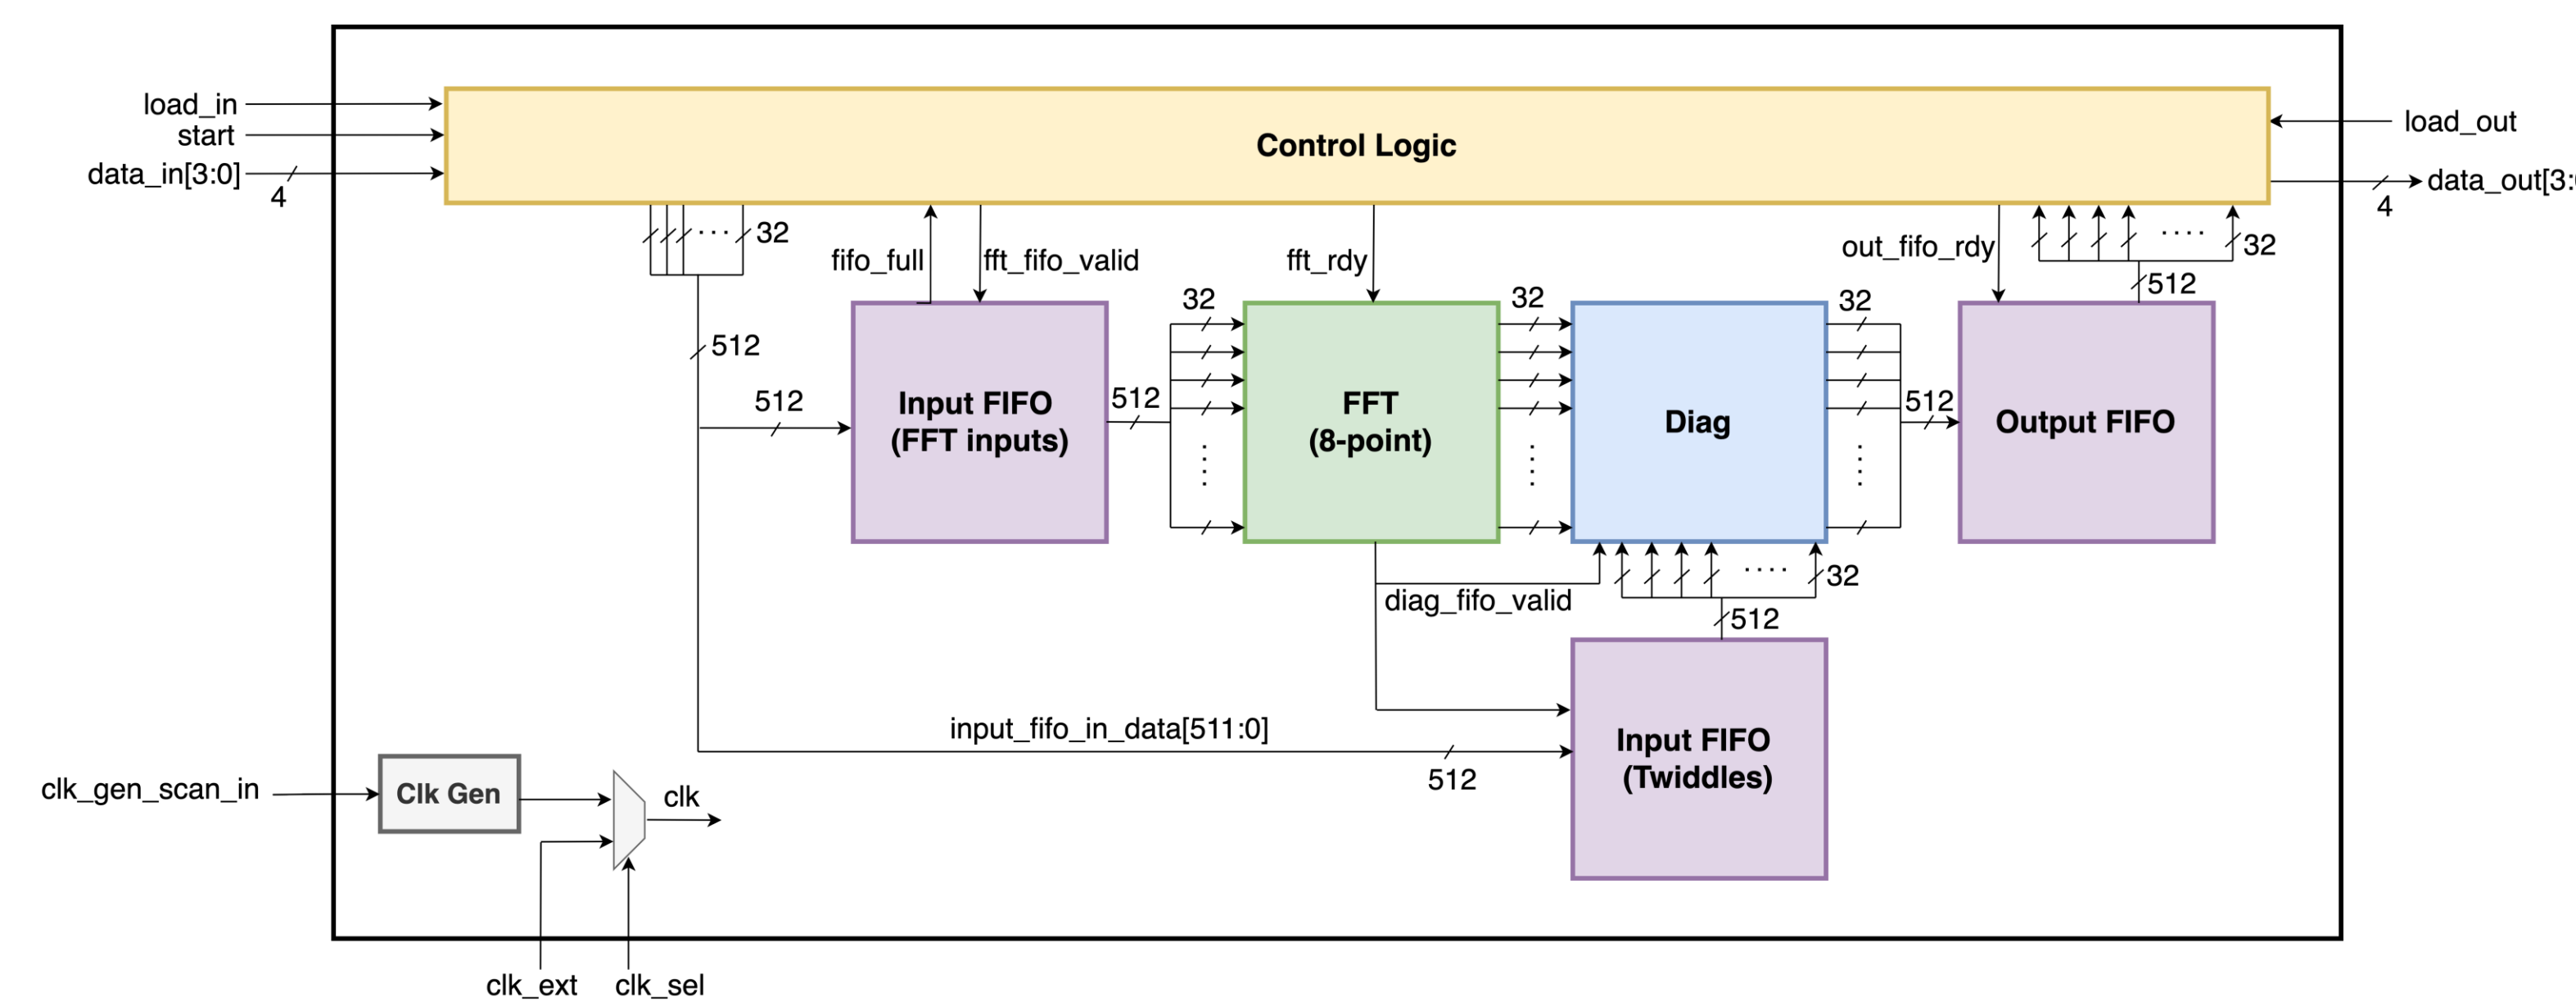 load_in
start
data_in[3:0]
4
Control Logic
load_out
data_out[3:
4
32
fifo_full
fft_fifo_valid
fft_rdy
out_fifo_rdy
32
512
512
512
Input FIFO
(FFT inputs)
512
32
FFT
(8-point)
32
Diag
32
512
Output FIFO
diag_fifo_valid
32
512
input_fifo_in_data[511:0]
512
Input FIFO
(Twiddles)
clk_gen_scan_in
Clk Gen
clk
clk_ext
clk_sel